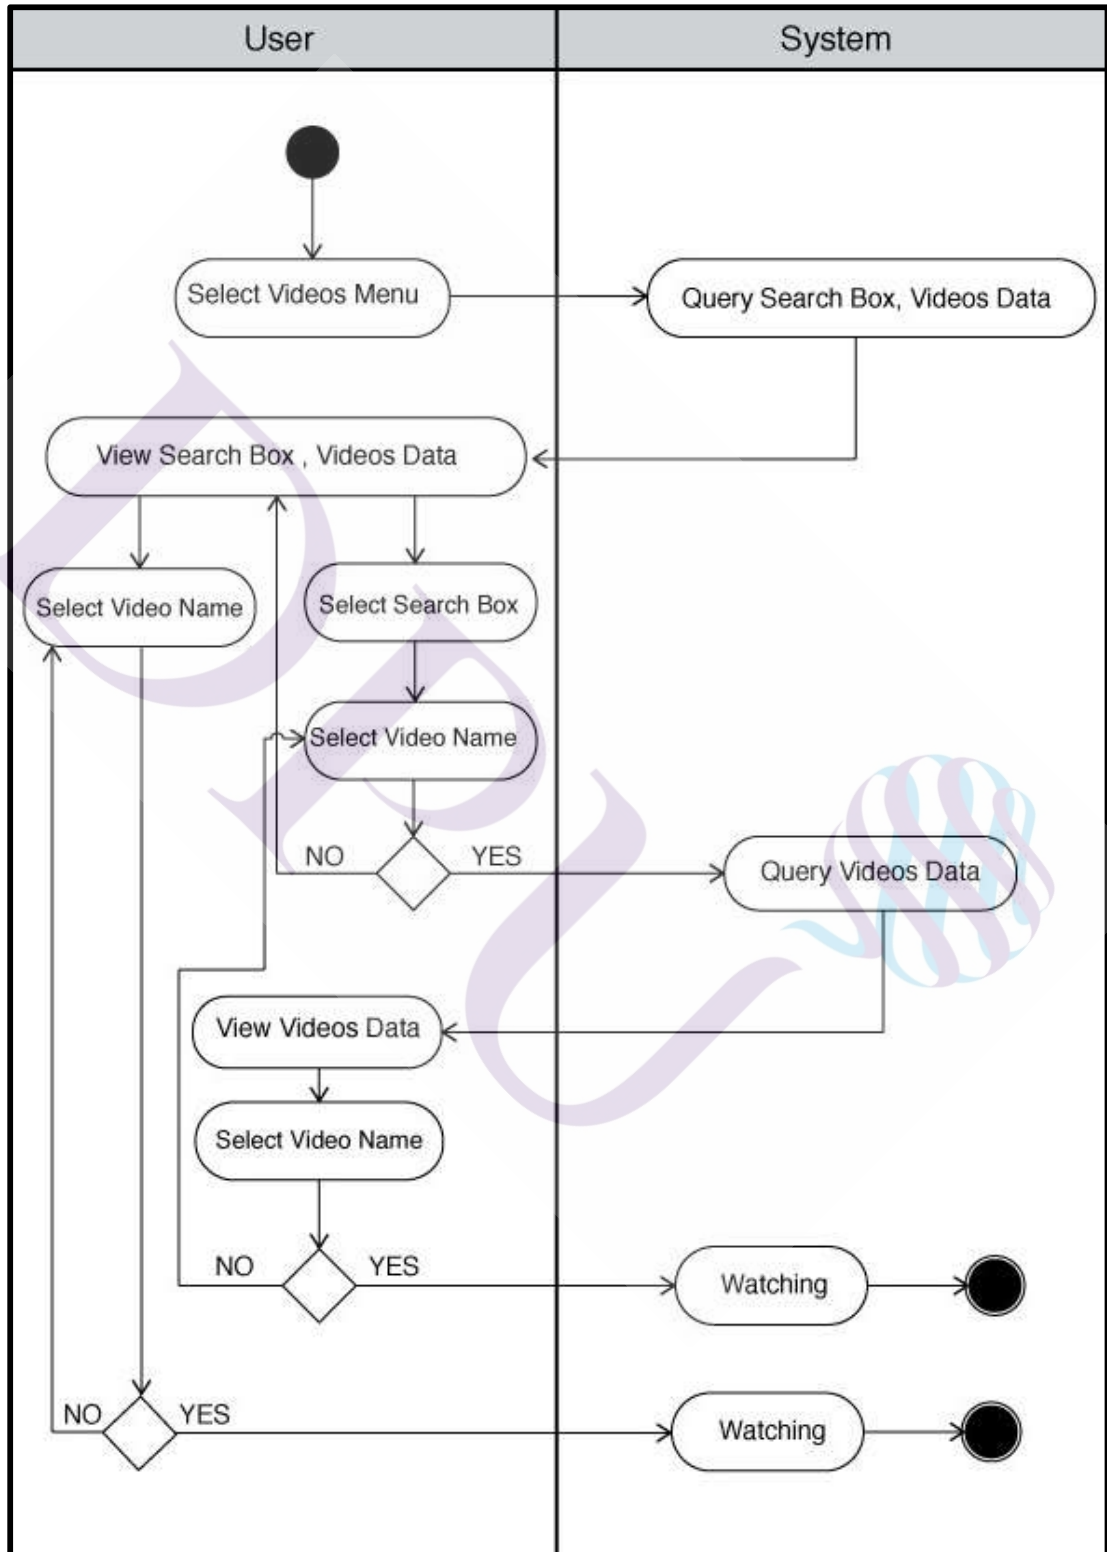 User
System
Select Videos Menu
Query Search Box, Videos Data
View Search Box , Videos Data
Select Video Name
Select Search Box
Select Video Name
NO
YES
Query Videos Data
View Videos Data
Select Video Name
NO
YES
Watching
NO
YES
Watching
DPU